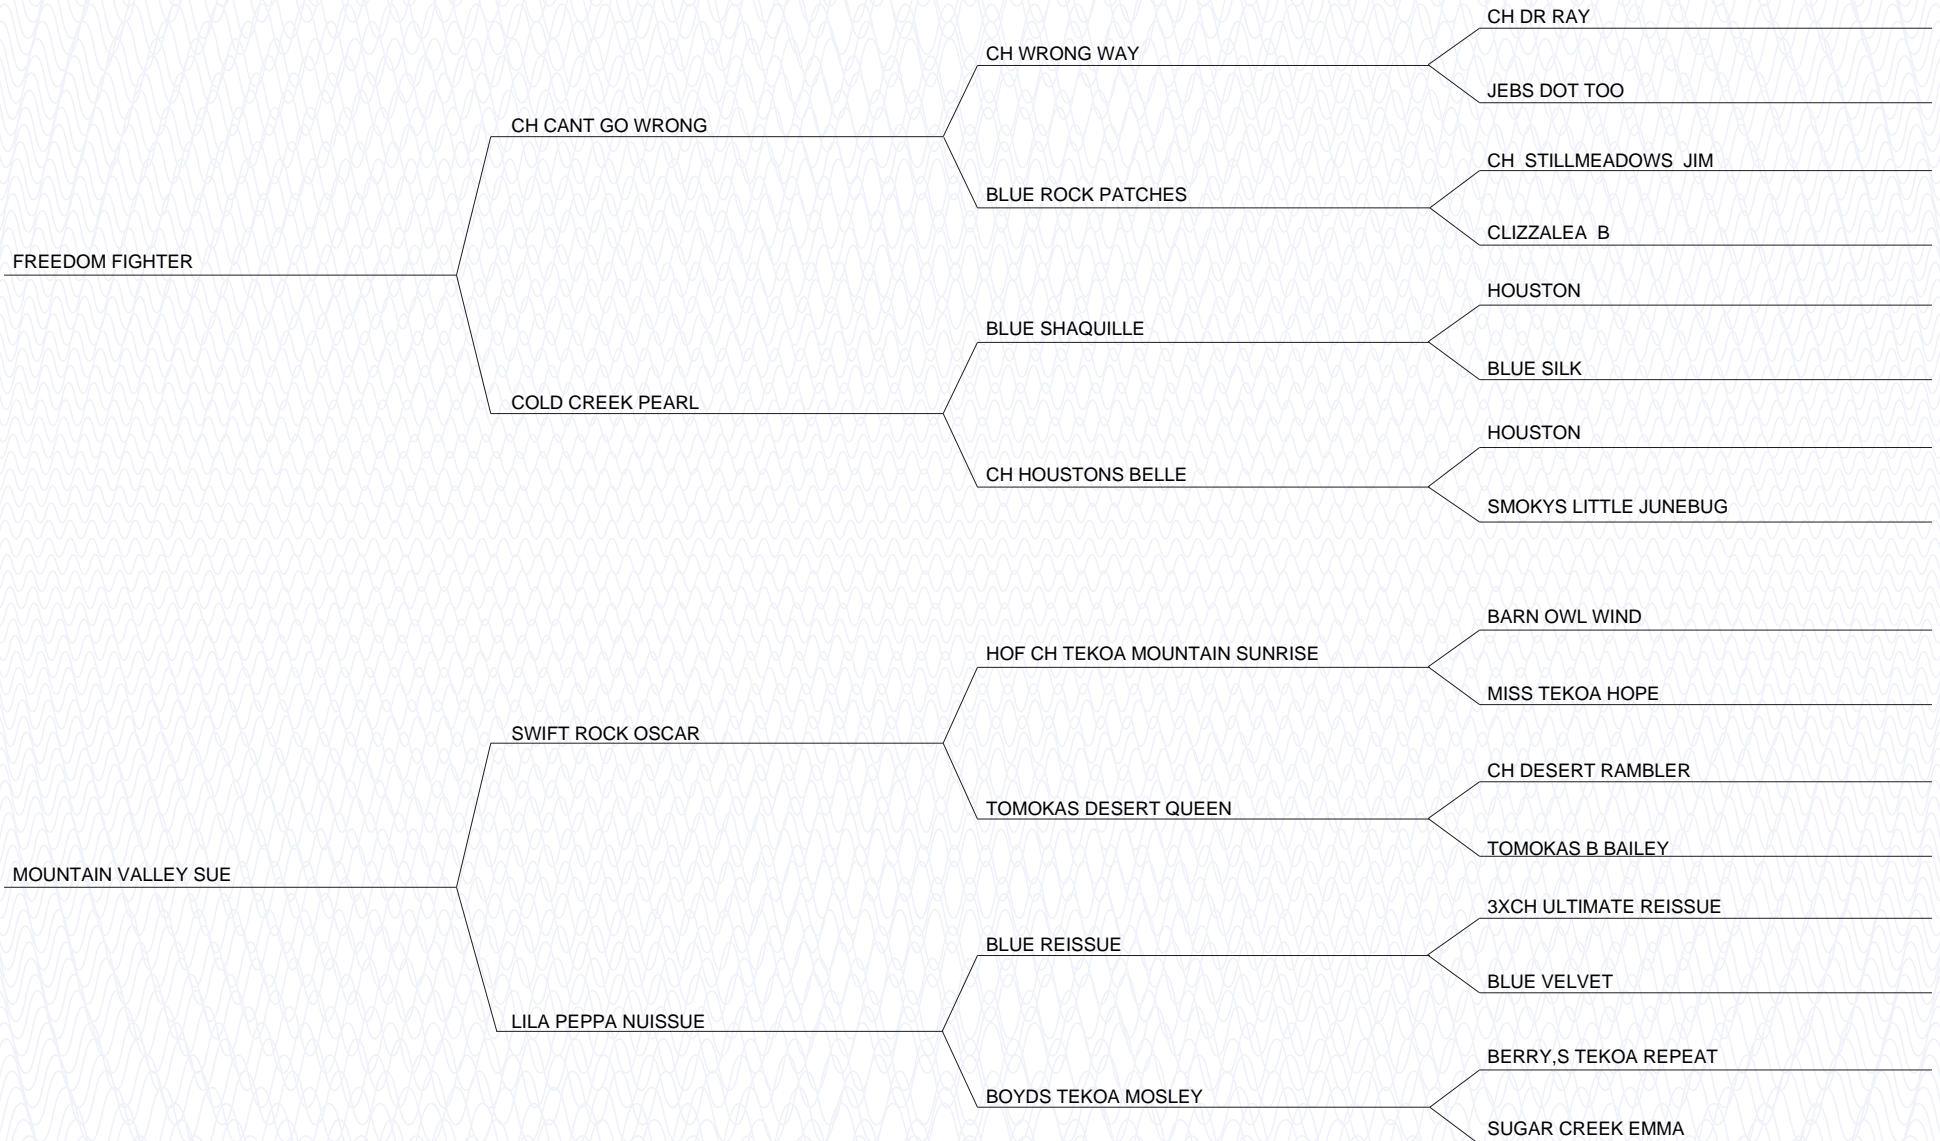 CH DR RAY
CH WRONG WAY
JEBS DOT TOO
CH CANT GO WRONG
CH  STILLMEADOWS  JIM
BLUE ROCK PATCHES
CLIZZALEA  B
FREEDOM FIGHTER
HOUSTON
BLUE SHAQUILLE
BLUE SILK
COLD CREEK PEARL
HOUSTON
CH HOUSTONS BELLE
SMOKYS LITTLE JUNEBUG
BARN OWL WIND
HOF CH TEKOA MOUNTAIN SUNRISE
MISS TEKOA HOPE
SWIFT ROCK OSCAR
CH DESERT RAMBLER
TOMOKAS DESERT QUEEN
TOMOKAS B BAILEY
MOUNTAIN VALLEY SUE
3XCH ULTIMATE REISSUE
BLUE REISSUE
BLUE VELVET
LILA PEPPA NUISSUE
BERRY,S TEKOA REPEAT
BOYDS TEKOA MOSLEY
SUGAR CREEK EMMA